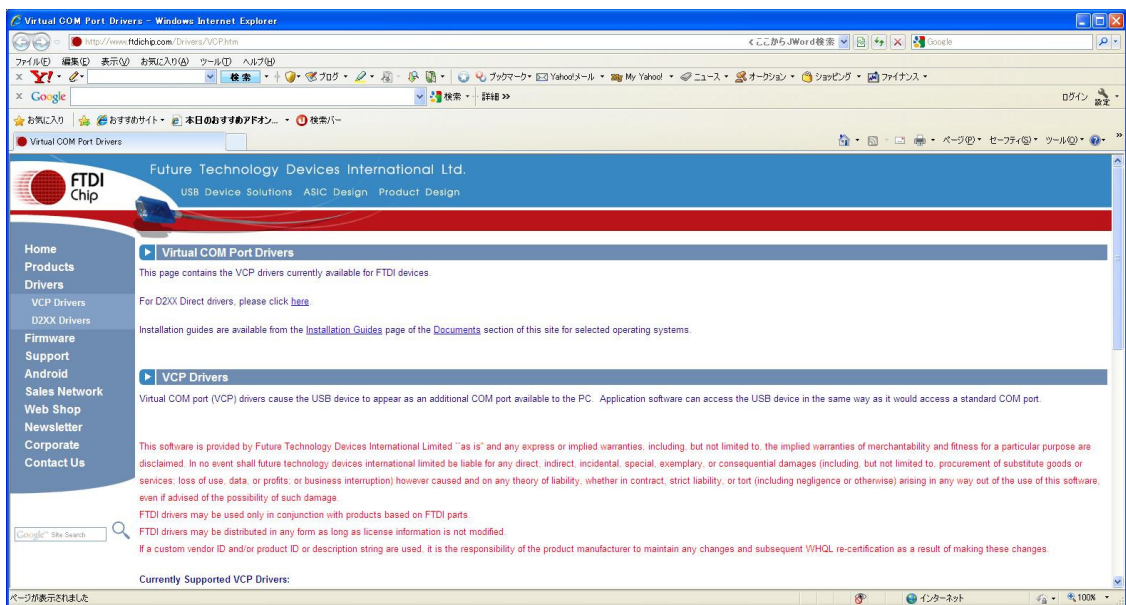 Virtual COM Port Drivers - Windows Internet Explorer
http://www.ftdichip.com/Drivers/VCP.htm
くここからJWord検索
Google
ファイル(F) 編集(E) 表示(V) お気に入り(A) ツール(T) ヘルプ(H)
× Y! 検索 ブログ ブックマーク Yahoo!メール My Yahoo! ニュース オークション ショッピング ファイナンス
× Google 検索 詳細 >> ログイン 設定
お気に入り おすすめサイト 本日のおすすめアドオン... 検索バー
Virtual COM Port Drivers ページ(P) セーフティ(S) ツール(O) >>
FTDI
Chip
Future Technology Devices International Ltd.
USB Device Solutions ASIC Design Product Design
Home
Products
Drivers
VCP Drivers
D2XX Drivers
Firmware
Support
Android
Sales Network
Web Shop
Newsletter
Corporate
Contact Us
Google™ Site Search
Virtual COM Port Drivers
This page contains the VCP drivers currently available for FTDI devices.
For D2XX Direct drivers, please click here.
Installation guides are available from the Installation Guides page of the Documents section of this site for selected operating systems.
VCP Drivers
Virtual COM port (VCP) drivers cause the USB device to appear as an additional COM port available to the PC. Application software can access the USB device in the same way as it would access a standard COM port.
This software is provided by Future Technology Devices International Limited ``as is'' and any express or implied warranties, including, but not limited to, the implied warranties of merchantability and fitness for a particular purpose are
disclaimed. In no event shall future technology devices international limited be liable for any direct, indirect, incidental, special, exemplary, or consequential damages (including, but not limited to, procurement of substitute goods or
services; loss of use, data, or profits; or business interruption) however caused and on any theory of liability, whether in contract, strict liability, or tort (including negligence or otherwise) arising in any way out of the use of this software,
even if advised of the possibility of such damage.
FTDI drivers may be used only in conjunction with products based on FTDI parts.
FTDI drivers may be distributed in any form as long as license information is not modified.
If a custom vendor ID and/or product ID or description string are used, it is the responsibility of the product manufacturer to maintain any changes and subsequent WHQL re-certification as a result of making these changes.
Currently Supported VCP Drivers:
ページが表示されました インターネット 100%